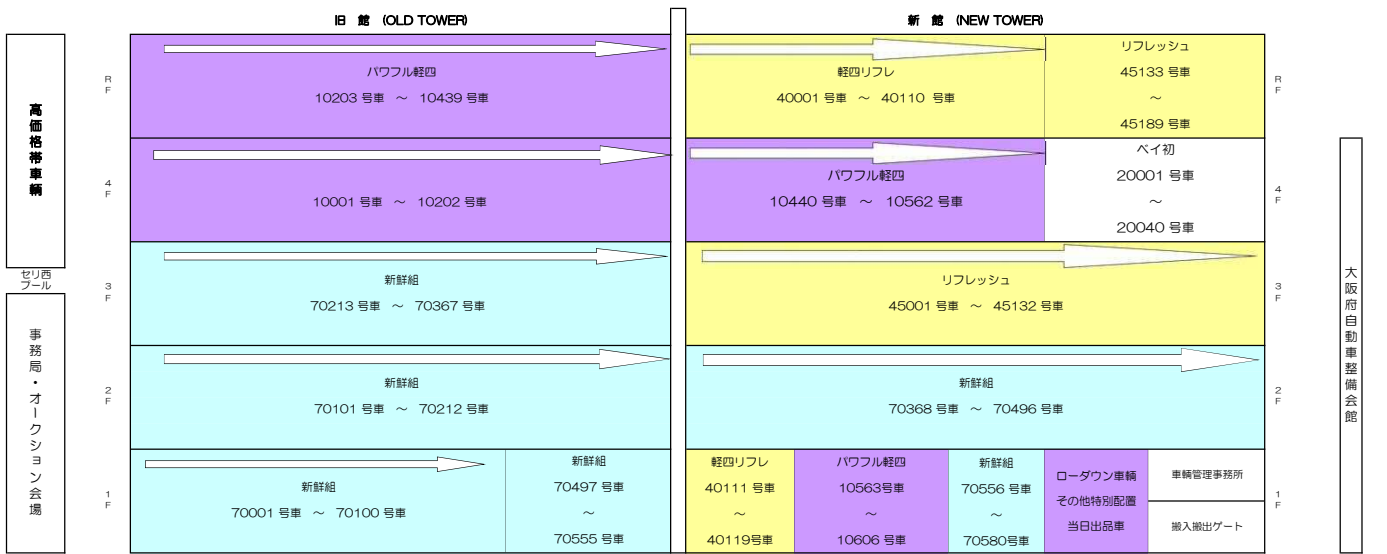 旧 館 (OLD TOWER)
新 館 (NEW TOWER)
高価格帯車輌
セリ西
プール
事務局・オークション会場
RF
パワフル軽四
10203 号車 ～ 10439 号車
軽四リフレ
40001 号車 ～ 40110 号車
リフレッシュ
45133 号車
～
45189 号車
RF
4F
10001 号車 ～ 10202 号車
パワフル軽四
10440 号車 ～ 10562 号車
ベイ初
20001 号車
～
20040 号車
4F
3F
新鮮組
70213 号車 ～ 70367 号車
リフレッシュ
45001 号車 ～ 45132 号車
3F
2F
新鮮組
70101 号車 ～ 70212 号車
新鮮組
70368 号車 ～ 70496 号車
2F
1F
新鮮組
70001 号車 ～ 70100 号車
新鮮組
70497 号車
～
70555 号車
軽四リフレ
40111 号車
～
40119号車
パワフル軽四
10563号車
～
10606 号車
新鮮組
70556 号車
～
70580号車
ローダウン車輌
その他特別配置
当日出品車
車輌管理事務所
搬入搬出ゲート
1F
大阪府自動車整備会館